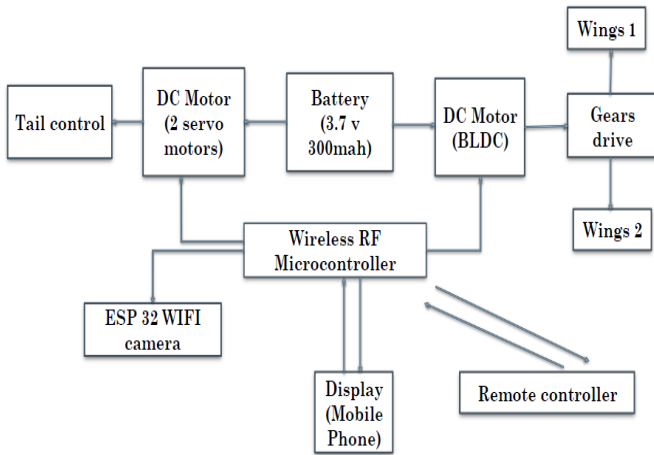 Wings 1
Tail control
DC Motor
(2 servo
motors)
Battery
(3.7 v
300mah)
DC Motor
(BLDC)
Gears
drive
Wings 2
Wireless RF
Microcontroller
ESP 32 WIFI
camera
Display
(Mobile
Phone)
Remote controller